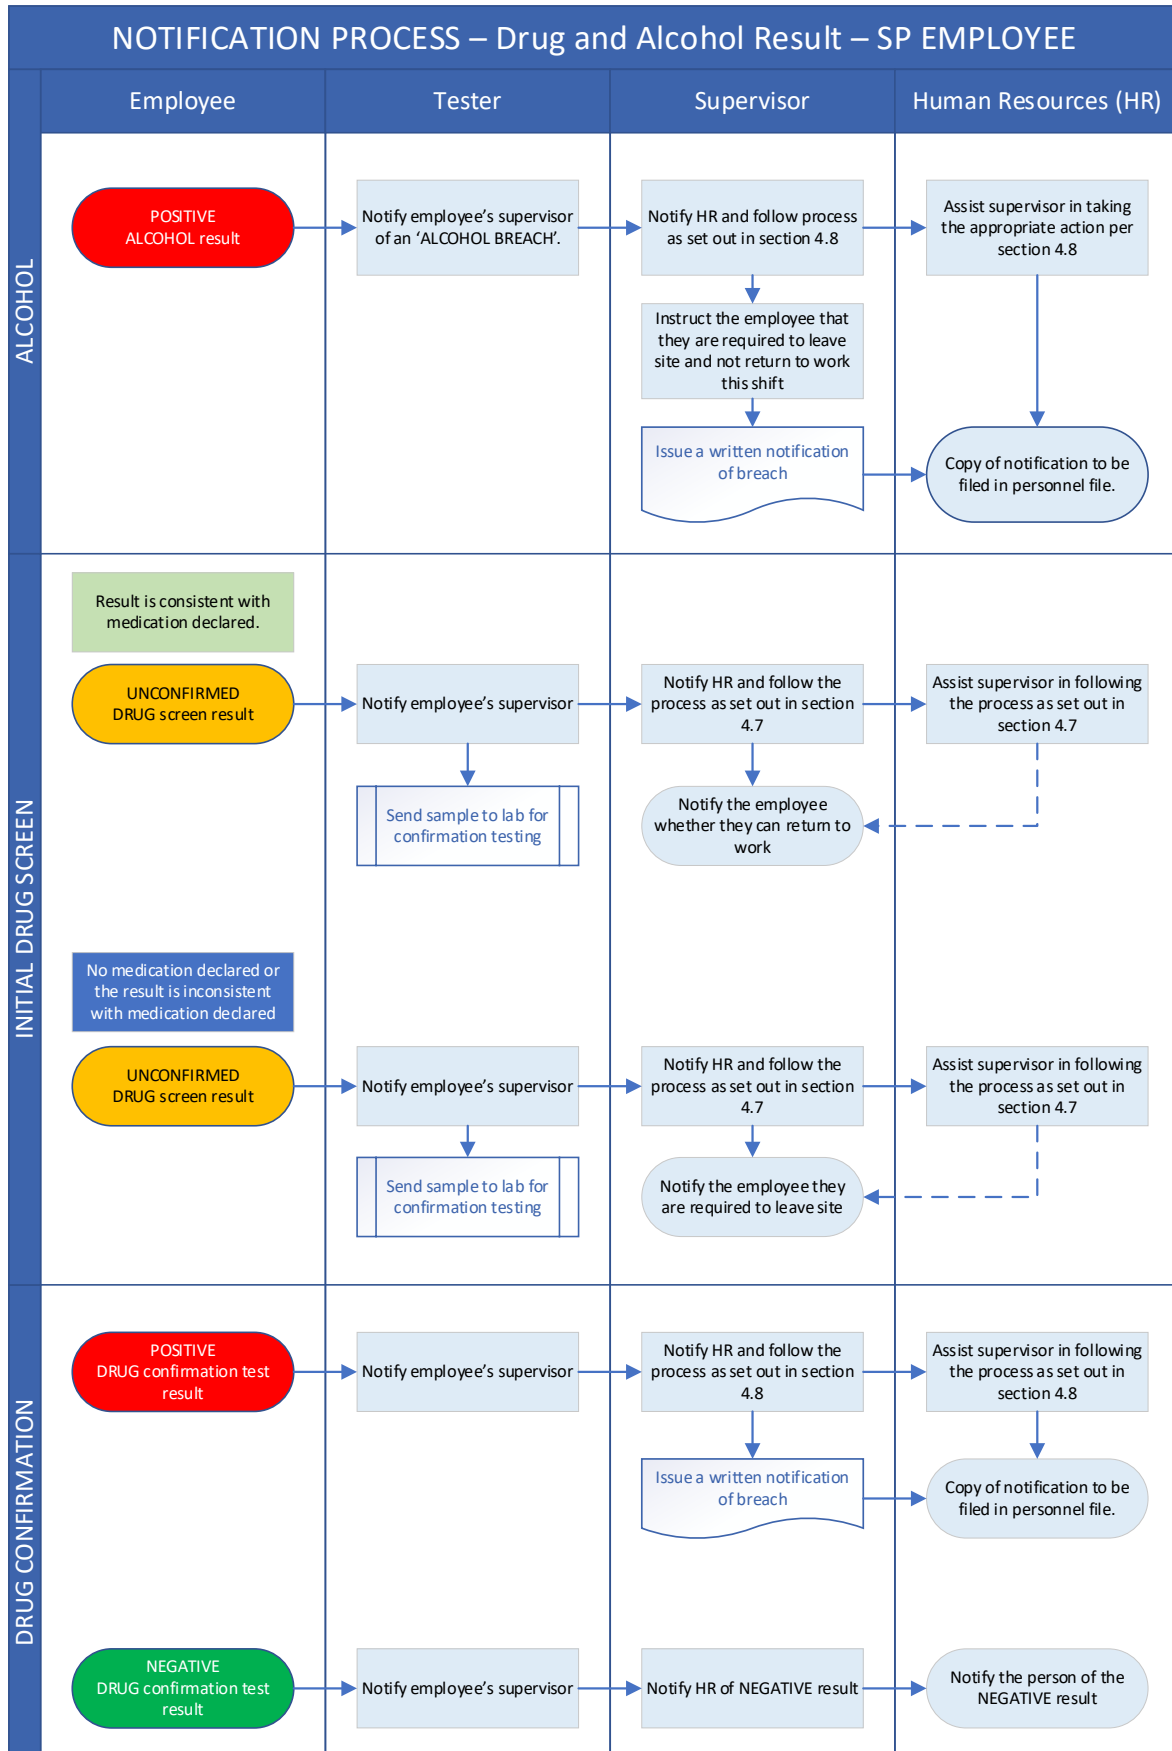 NOTIFICATION PROCESS – Drug and Alcohol Result – SP EMPLOYEE
Employee
Tester
Supervisor
Human Resources (HR)
ALCOHOL
POSITIVE
ALCOHOL result
Notify employee's supervisor
of an 'ALCOHOL BREACH'.
Notify HR and follow process
as set out in section 4.8
Assist supervisor in taking
the appropriate action per
section 4.8
Instruct the employee that
they are required to leave
site and not return to work
this shift
Issue a written notification
of breach
Copy of notification to be
filed in personnel file.
INITIAL DRUG SCREEN
Result is consistent with
medication declared.
UNCONFIRMED
DRUG screen result
Notify employee's supervisor
Notify HR and follow the
process as set out in section
4.7
Assist supervisor in following
the process as set out in
section 4.7
Send sample to lab for
confirmation testing
Notify the employee
whether they can return to
work
No medication declared or
the result is inconsistent
with medication declared
UNCONFIRMED
DRUG screen result
Notify employee's supervisor
Notify HR and follow the
process as set out in section
4.7
Assist supervisor in following
the process as set out in
section 4.7
Send sample to lab for
confirmation testing
Notify the employee they
are required to leave site
DRUG CONFIRMATION
POSITIVE
DRUG confirmation test
result
Notify employee's supervisor
Notify HR and follow the
process as set out in section
4.8
Assist supervisor in following
the process as set out in
section 4.8
Issue a written notification
of breach
Copy of notification to be
filed in personnel file.
NEGATIVE
DRUG confirmation test
result
Notify employee's supervisor
Notify HR of NEGATIVE result
Notify the person of the
NEGATIVE result